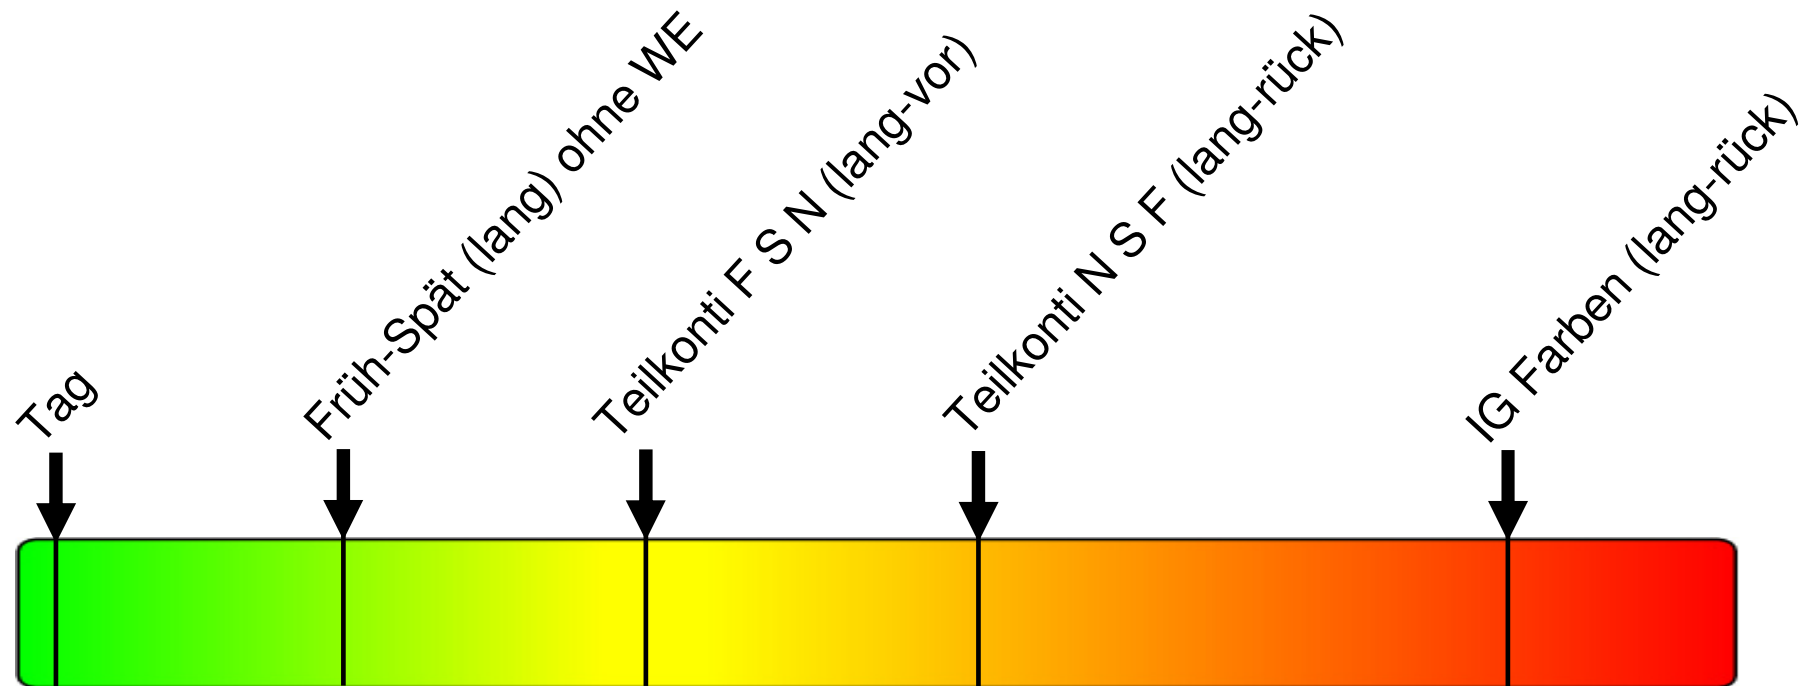 Tag
Früh-Spät (lang) ohne WE
Teilkonti F S N (lang-vor)
Teilkonti N S F (lang-rück)
IG Farben (lang-rück)